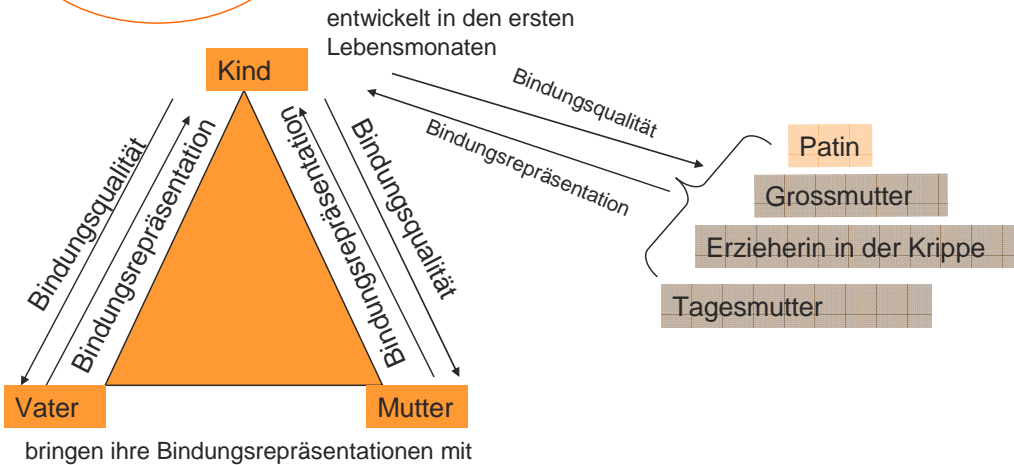 entwickelt in den ersten
Lebensmonaten
Kind
Bindungsqualität
Bindungsrepräsentation
Bindungsrepräsentation
Bindungsqualität
Bindungsqualität
Bindungsrepräsentation
Patin
Grossmutter
Erzieherin in der Krippe
Tagesmutter
Vater
Mutter
bringen ihre Bindungsrepräsentationen mit